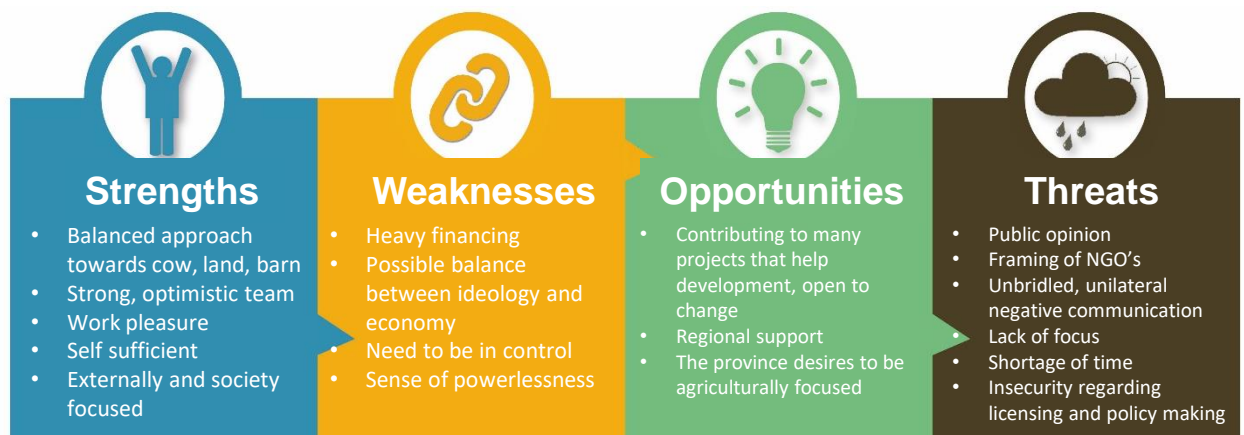 Strengths
• Balanced approach
towards cow, land, barn
• Strong, optimistic team
• Work pleasure
• Self sufficient
• Externally and society
focused
Weaknesses
• Heavy financing
• Possible balance
between ideology and
economy
• Need to be in control
• Sense of powerlessness
Opportunities
• Contributing to many
projects that help
development, open to
change
• Regional support
• The province desires to be
agriculturally focused
Threats
• Public opinion
• Framing of NGO's
• Unbridled, unilateral
negative communication
• Lack of focus
• Shortage of time
• Insecurity regarding
licensing and policy making